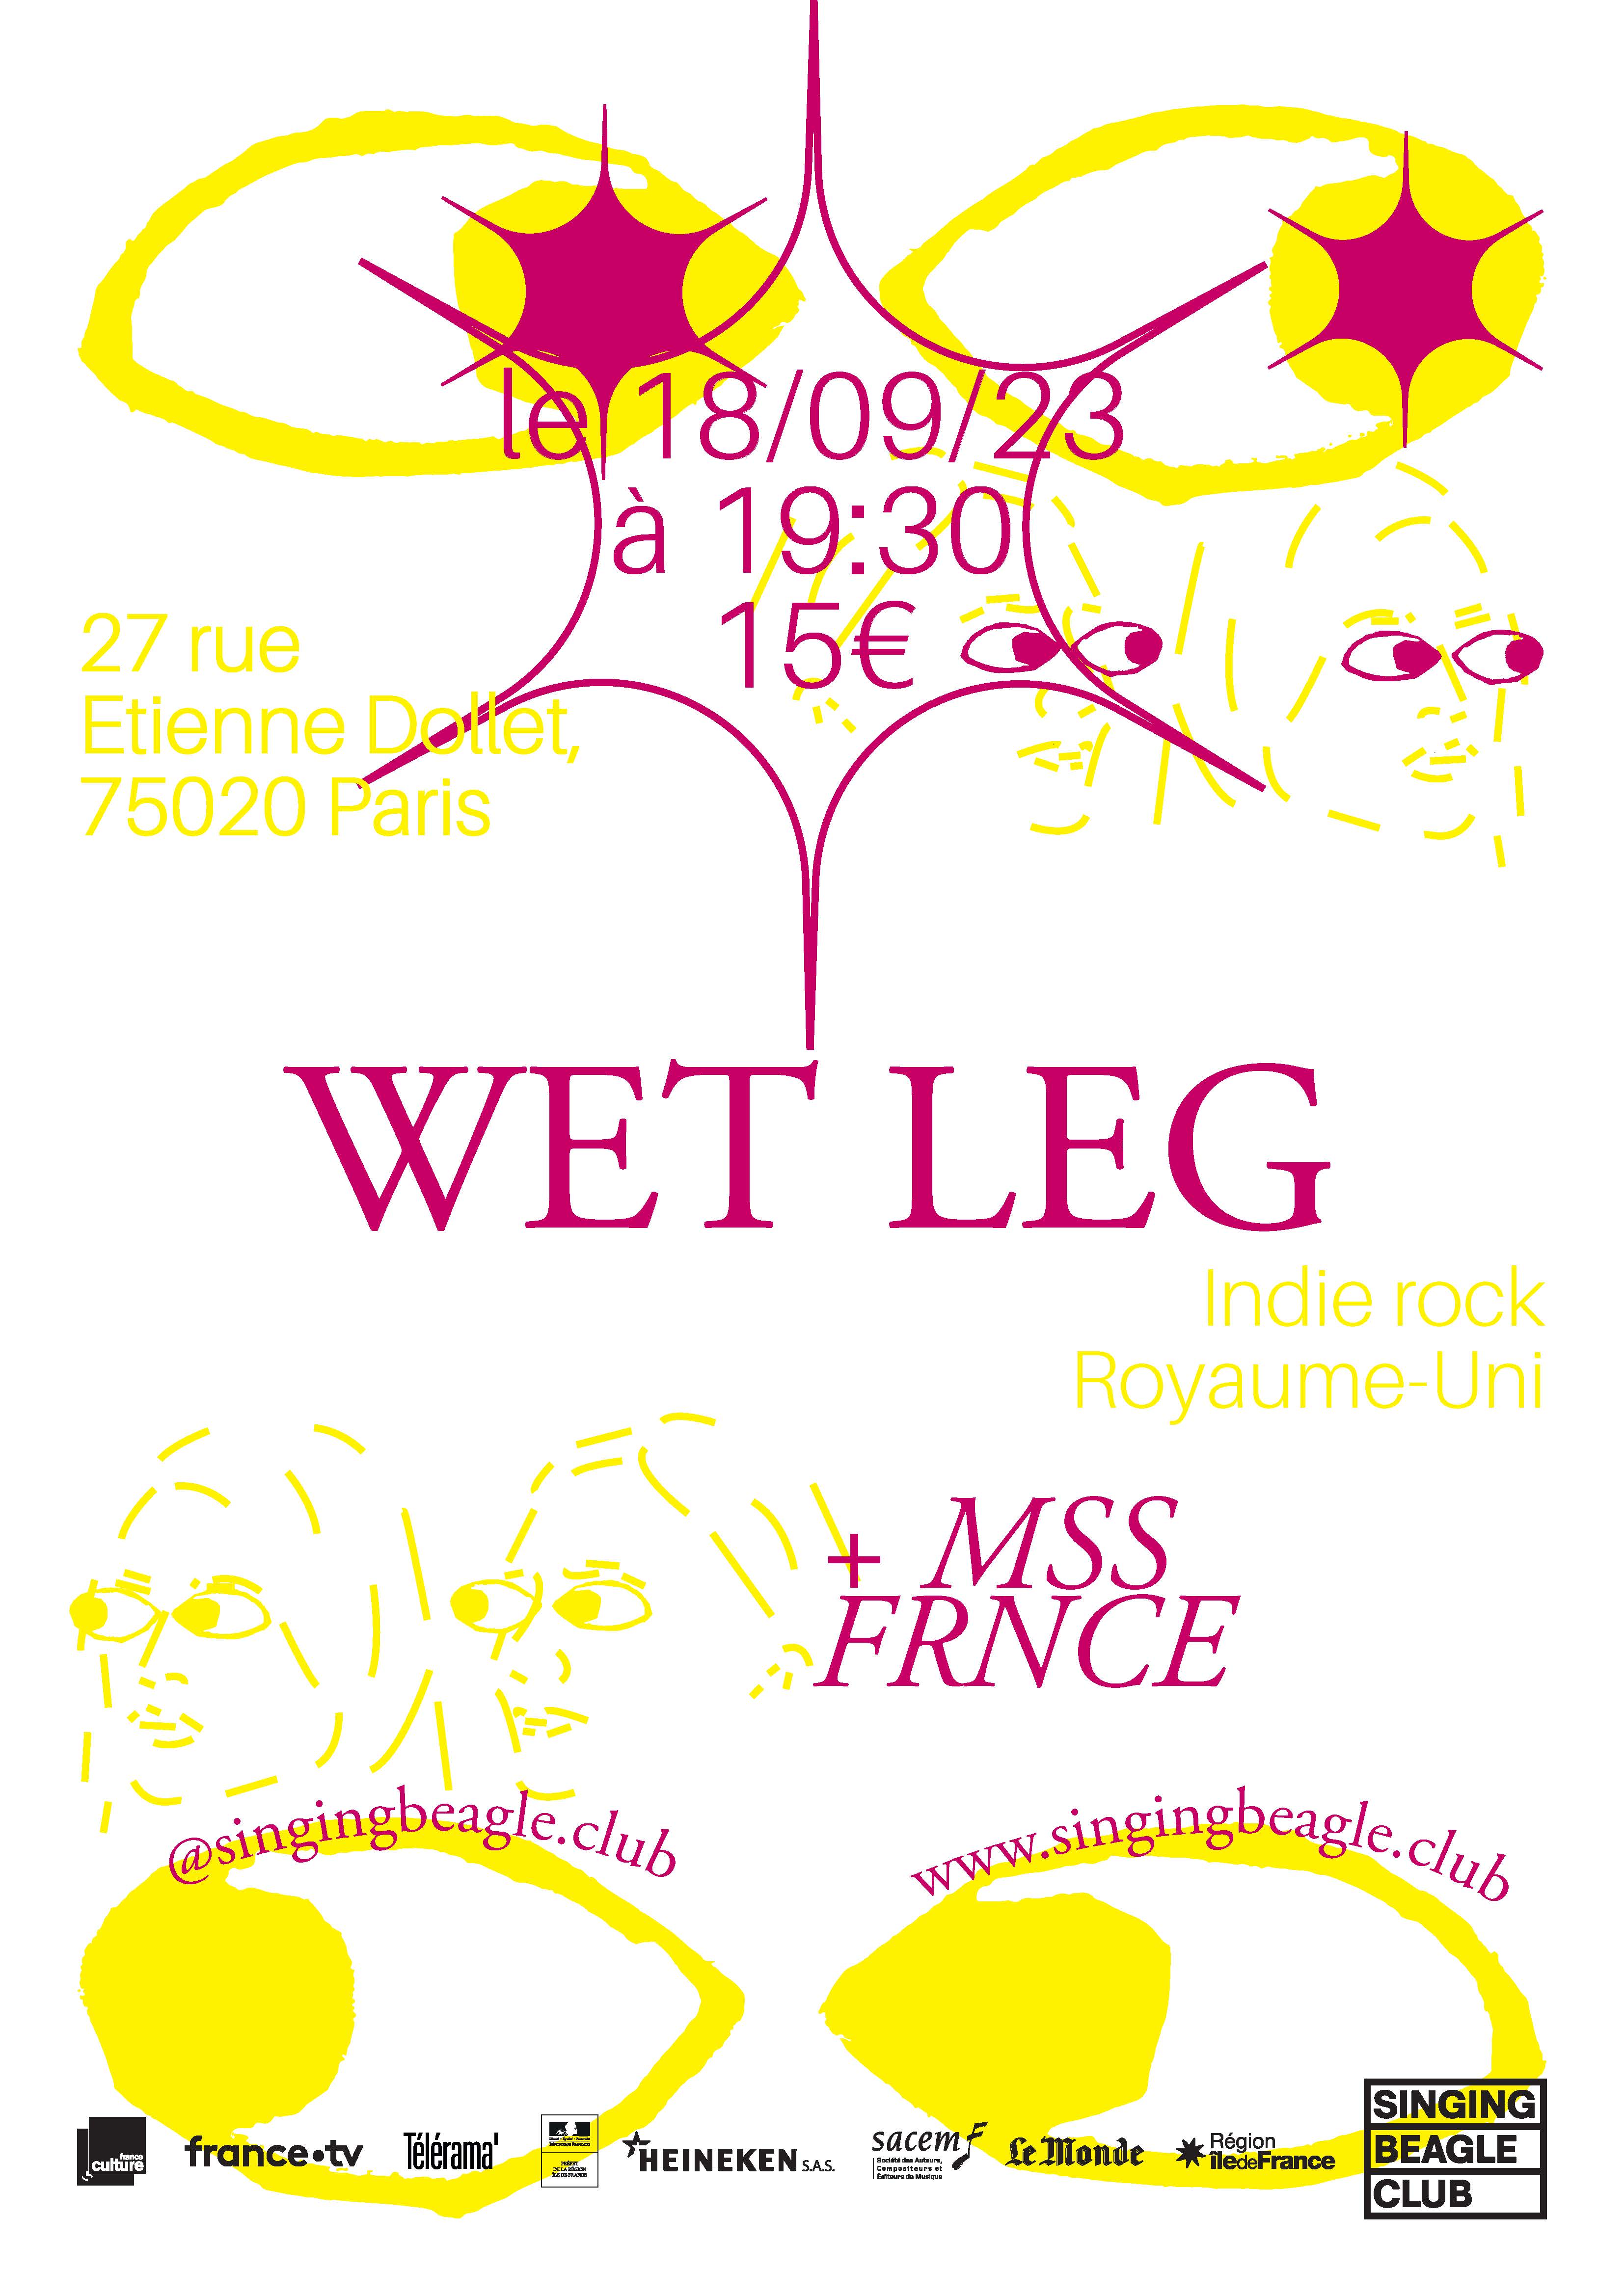 le 18/09/23
à 19:30
15€
27 rue
Etienne Dollet,
75020 Paris
WET LEG
Indie rock
Royaume-Uni
+ MSS
FRNCE
@singingbeagle.club
www.singingbeagle.club
france
culture
france•tv
Télérama'
RÉPUBLIQUE FRANÇAISE
PRÉFET
DE LA RÉGION
ÎLE DE FRANCE
HEINEKEN S.A.S.
sacem
Société des Auteurs,
Compositeurs et
Éditeurs de Musique
Le Monde
Région
îledeFrance
SINGING
BEAGLE
CLUB